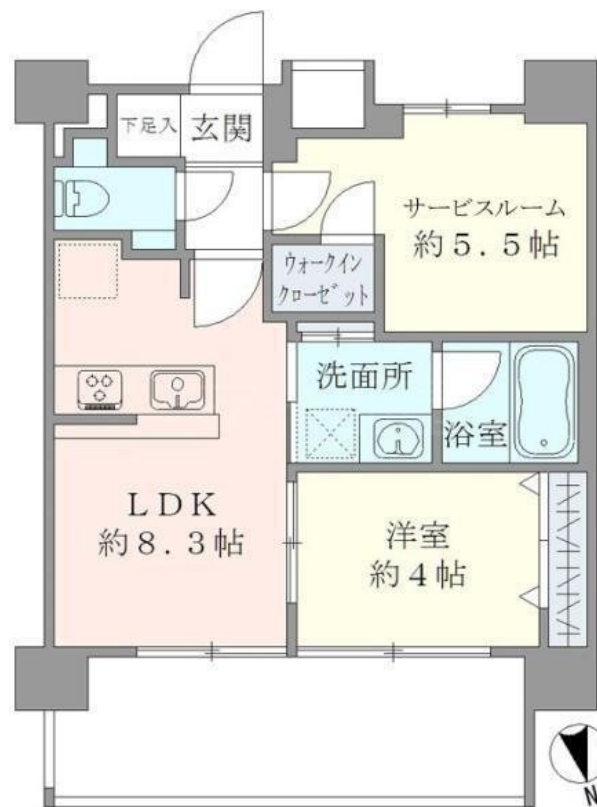 下足入
玄関
サービスルーム
約5.5帖
ウォークイン
クローゼット
洗面所
浴室
LDK
約8.3帖
洋室
約4帖
N